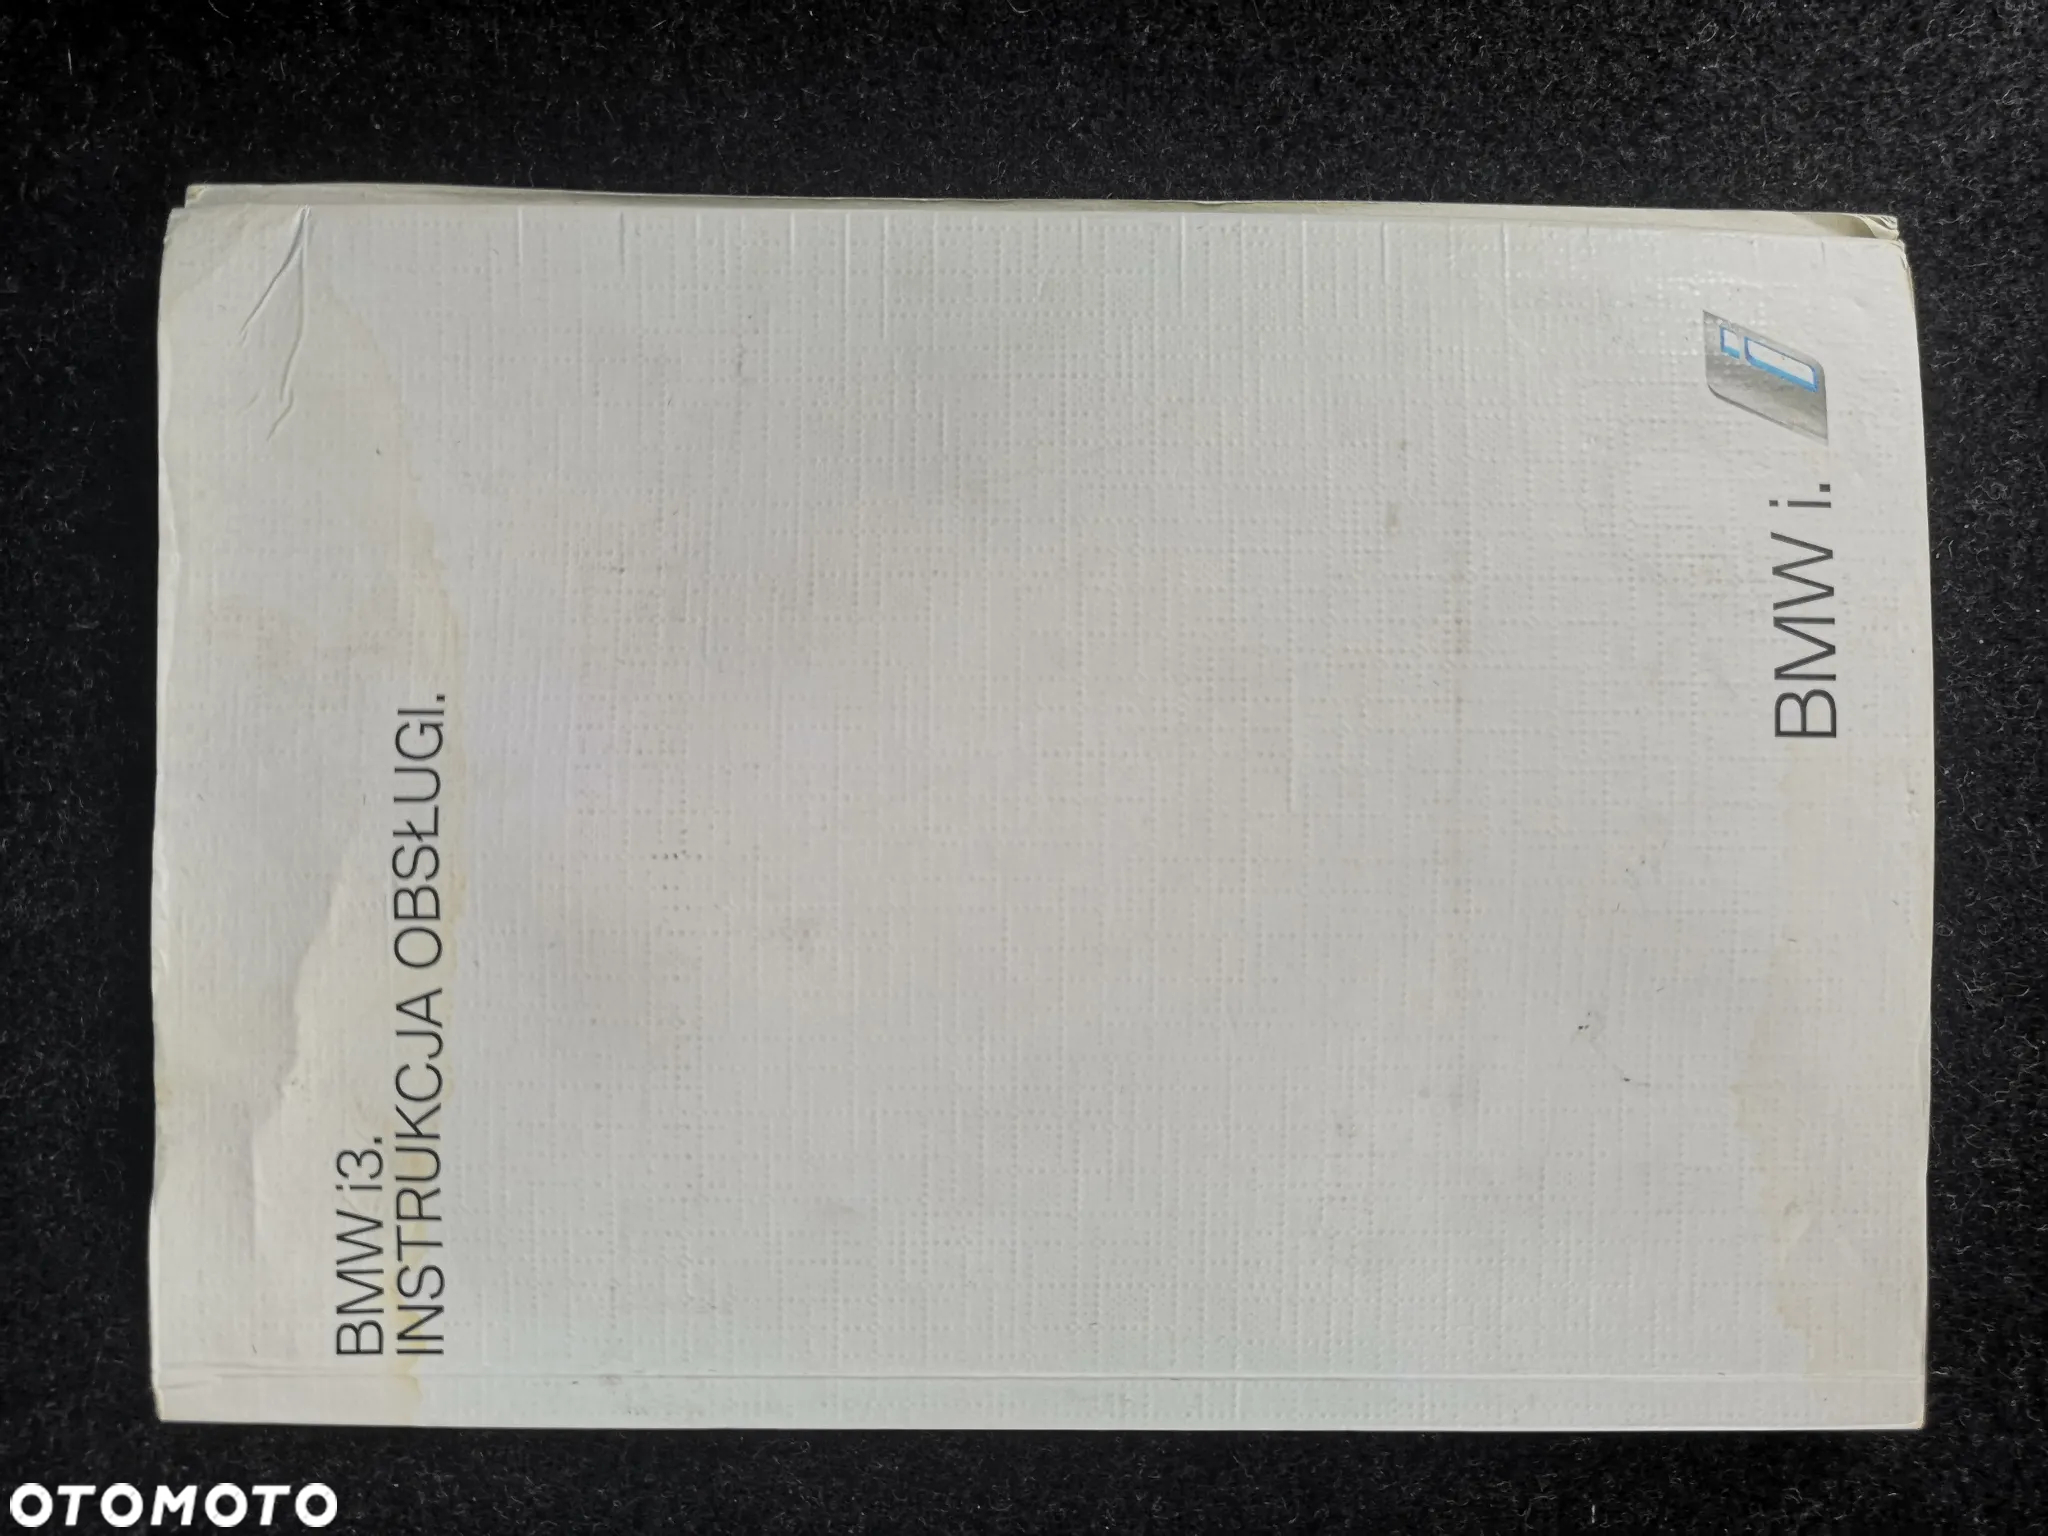 BMW i3.
INSTRUKCJA OBSŁUGI.
BMW i.
OTOMOTO